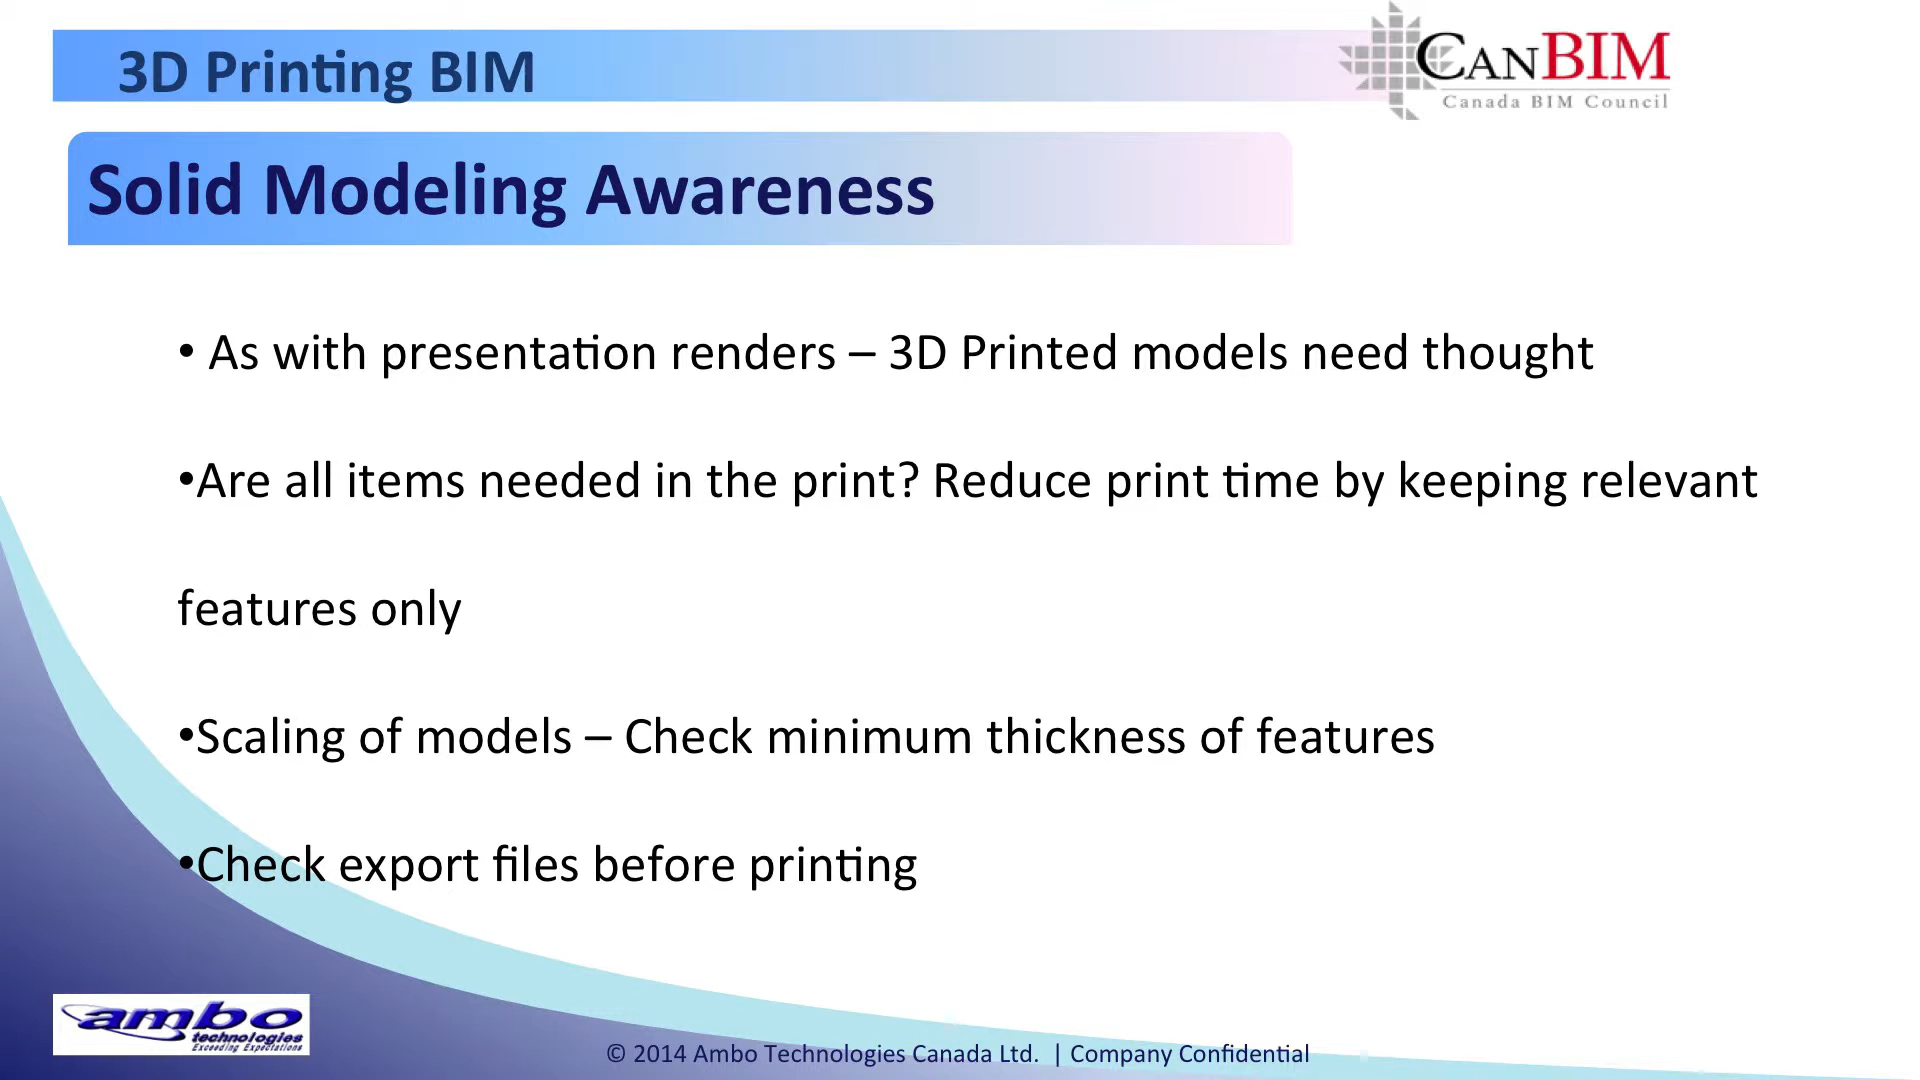 3D Printing BIM
CanBIM
Canada BIM Council
Solid Modeling Awareness
• As with presentation renders – 3D Printed models need thought
•Are all items needed in the print? Reduce print time by keeping relevant
features only
•Scaling of models – Check minimum thickness of features
•Check export files before printing
ambo
technologies
Exceeding Expectations
© 2014 Ambo Technologies Canada Ltd. | Company Confidential